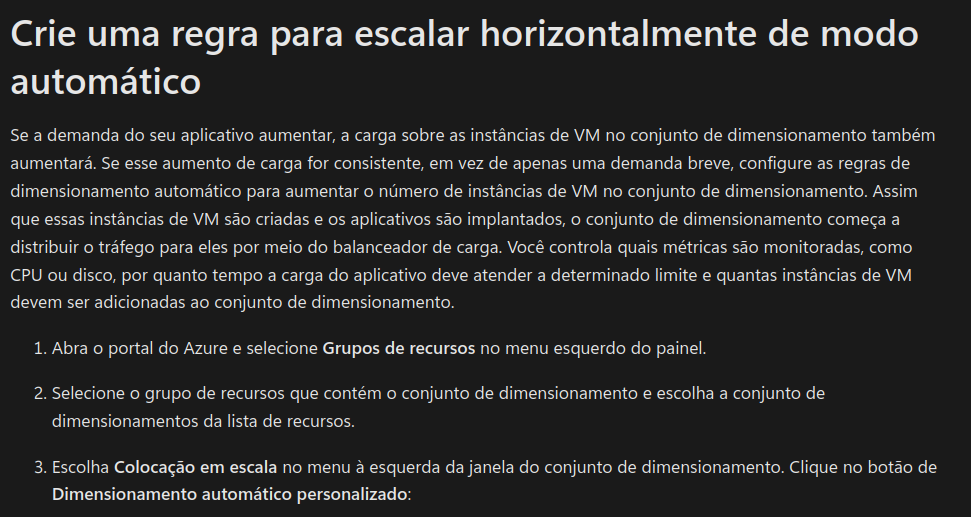 Crie uma regra para escalar horizontalmente de modo
automático
Se a demanda do seu aplicativo aumentar, a carga sobre as instâncias de VM no conjunto de dimensionamento também
aumentará. Se esse aumento de carga for consistente, em vez de apenas uma demanda breve, configure as regras de
dimensionamento automático para aumentar o número de instâncias de VM no conjunto de dimensionamento. Assim
que essas instâncias de VM são criadas e os aplicativos são implantados, o conjunto de dimensionamento começa a
distribuir o tráfego para eles por meio do balanceador de carga. Você controla quais métricas são monitoradas, como
CPU ou disco, por quanto tempo a carga do aplicativo deve atender a determinado limite e quantas instâncias de VM
devem ser adicionadas ao conjunto de dimensionamento.
1. Abra o portal do Azure e selecione Grupos de recursos no menu esquerdo do painel.
2. Selecione o grupo de recursos que contém o conjunto de dimensionamento e escolha a conjunto de
dimensionamentos da lista de recursos.
3. Escolha Colocação em escala no menu à esquerda da janela do conjunto de dimensionamento. Clique no botão de
Dimensionamento automático personalizado: